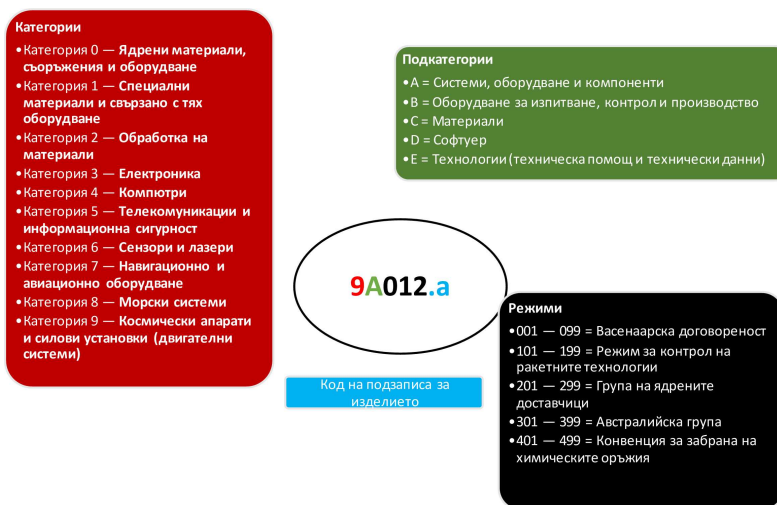 Категории
•Категория 0 — Ядрени материали,
съоръжения и оборудване
•Категория 1 — Специални
материали и свързано с тях
оборудване
•Категория 2 — Обработка на
материали
•Категория 3 — Електроника
•Категория 4 — Компютри
•Категория 5 — Телекомуникации и
информационна сигурност
•Категория 6 — Сензори и лазери
•Категория 7 — Навигационно и
авиационно оборудване
•Категория 8 — Морски системи
•Категория 9 — Космически апарати
и силови установки (двигателни
системи)
Подкатегории
•A = Системи, оборудване и компоненти
•B = Оборудване за изпитване, контрол и производство
•C = Материали
•D = Софтуер
•E = Технологии (техническа помощ и технически данни)
9A012.a
Код на подзаписа за
изделието
Режими
•001 — 099 = Васенаарска договореност
•101 — 199 = Режим за контрол на
ракетните технологии
•201 — 299 = Група на ядрените
доставчици
•301 — 399 = Австралийска група
•401 — 499 = Конвенция за забрана на
химическите оръжия